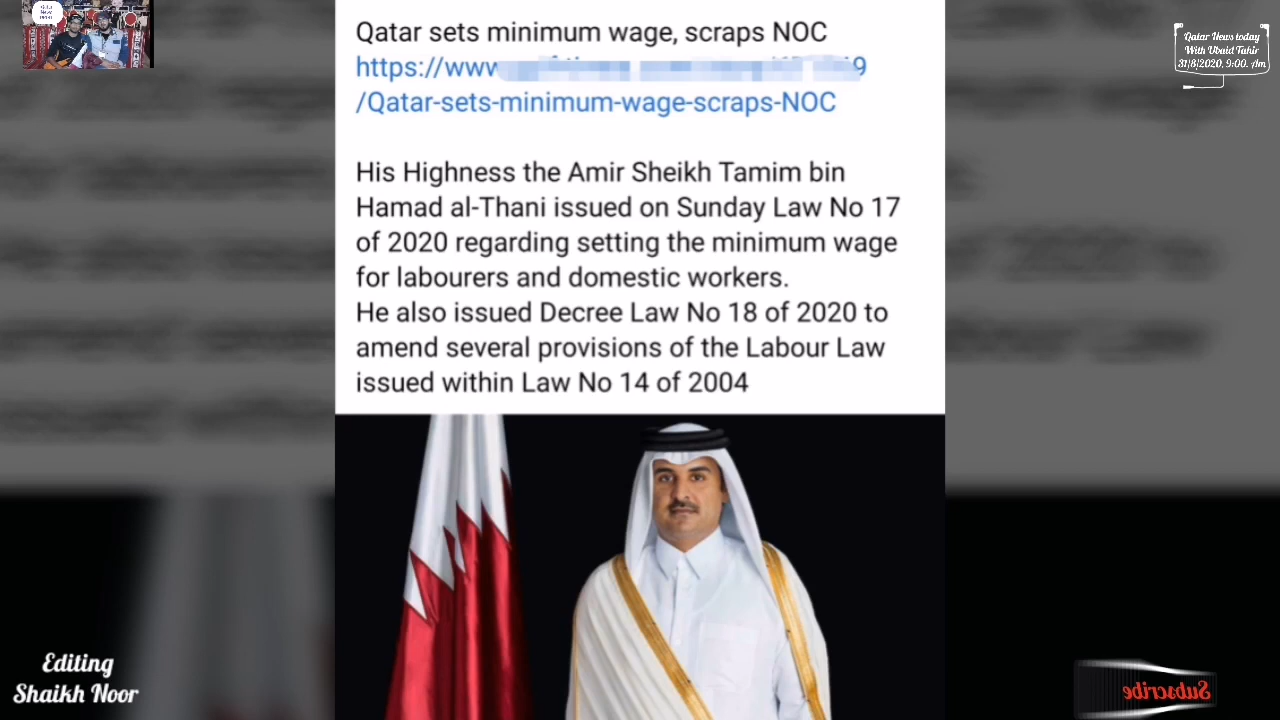 Qatar sets minimum wage, scraps NOC
https://www
/Qatar-sets-minimum-wage-scraps-NOC
His Highness the Amir Sheikh Tamim bin
Hamad al-Thani issued on Sunday Law No 17
of 2020 regarding setting the minimum wage
for labourers and domestic workers.
He also issued Decree Law No 18 of 2020 to
amend several provisions of the Labour Law
issued within Law No 14 of 2004
Qatar News today
With Ubaid Tahir
31/8/2020, 9:00. Am
Editing
Shaikh Noor
Subscribe